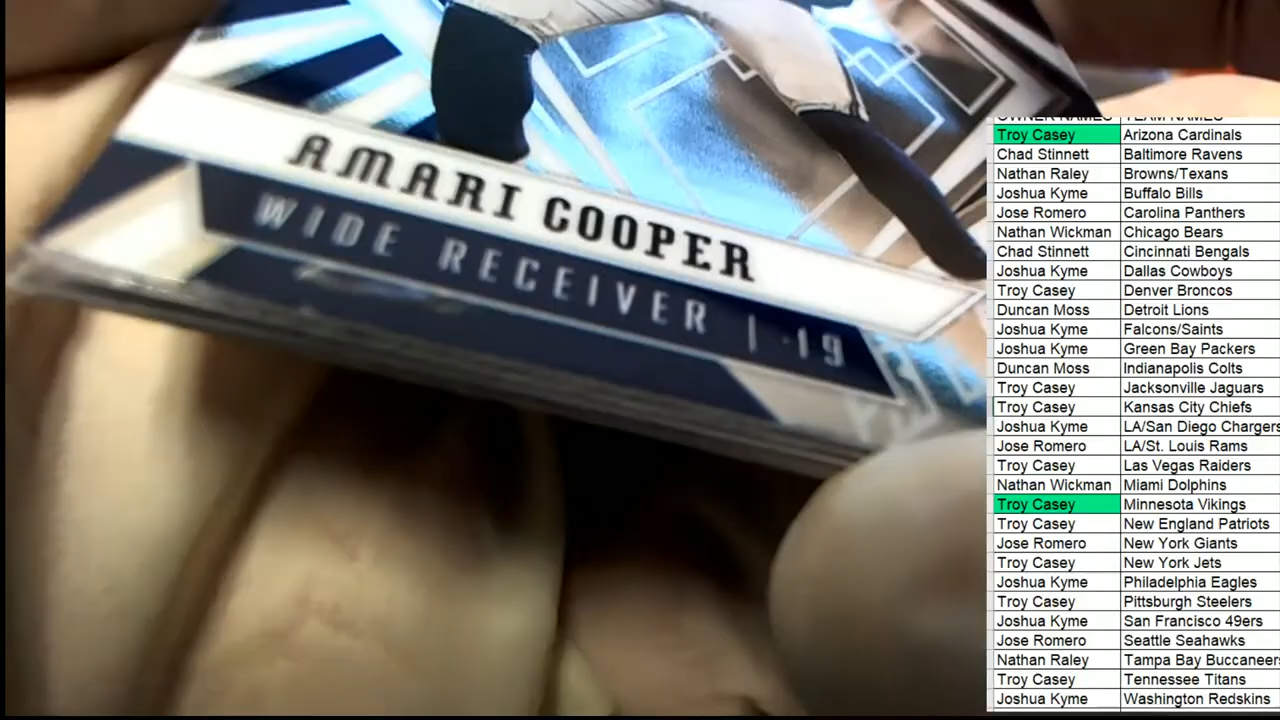 AMARI COOPER
WIDE RECEIVER | 19
OWNER NAMES TEAM NAMES
Troy Casey Arizona Cardinals
Chad Stinnett Baltimore Ravens
Nathan Raley Browns/Texans
Joshua Kyme Buffalo Bills
Jose Romero Carolina Panthers
Nathan Wickman Chicago Bears
Chad Stinnett Cincinnati Bengals
Joshua Kyme Dallas Cowboys
Troy Casey Denver Broncos
Duncan Moss Detroit Lions
Joshua Kyme Falcons/Saints
Joshua Kyme Green Bay Packers
Duncan Moss Indianapolis Colts
Troy Casey Jacksonville Jaguars
Troy Casey Kansas City Chiefs
Joshua Kyme LA/San Diego Chargers
Jose Romero LA/St. Louis Rams
Troy Casey Las Vegas Raiders
Nathan Wickman Miami Dolphins
Troy Casey Minnesota Vikings
Troy Casey New England Patriots
Jose Romero New York Giants
Troy Casey New York Jets
Joshua Kyme Philadelphia Eagles
Troy Casey Pittsburgh Steelers
Joshua Kyme San Francisco 49ers
Jose Romero Seattle Seahawks
Nathan Raley Tampa Bay Buccaneers
Troy Casey Tennessee Titans
Joshua Kyme Washington Redskins